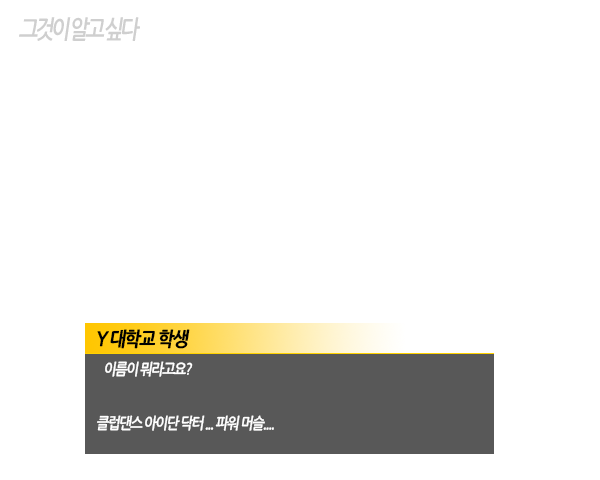 그것이 알고 싶다
Y 대학교 학생
이름이 뭐라고요?
클럽댄스 아이단 닥터 ... 파워 머슬....